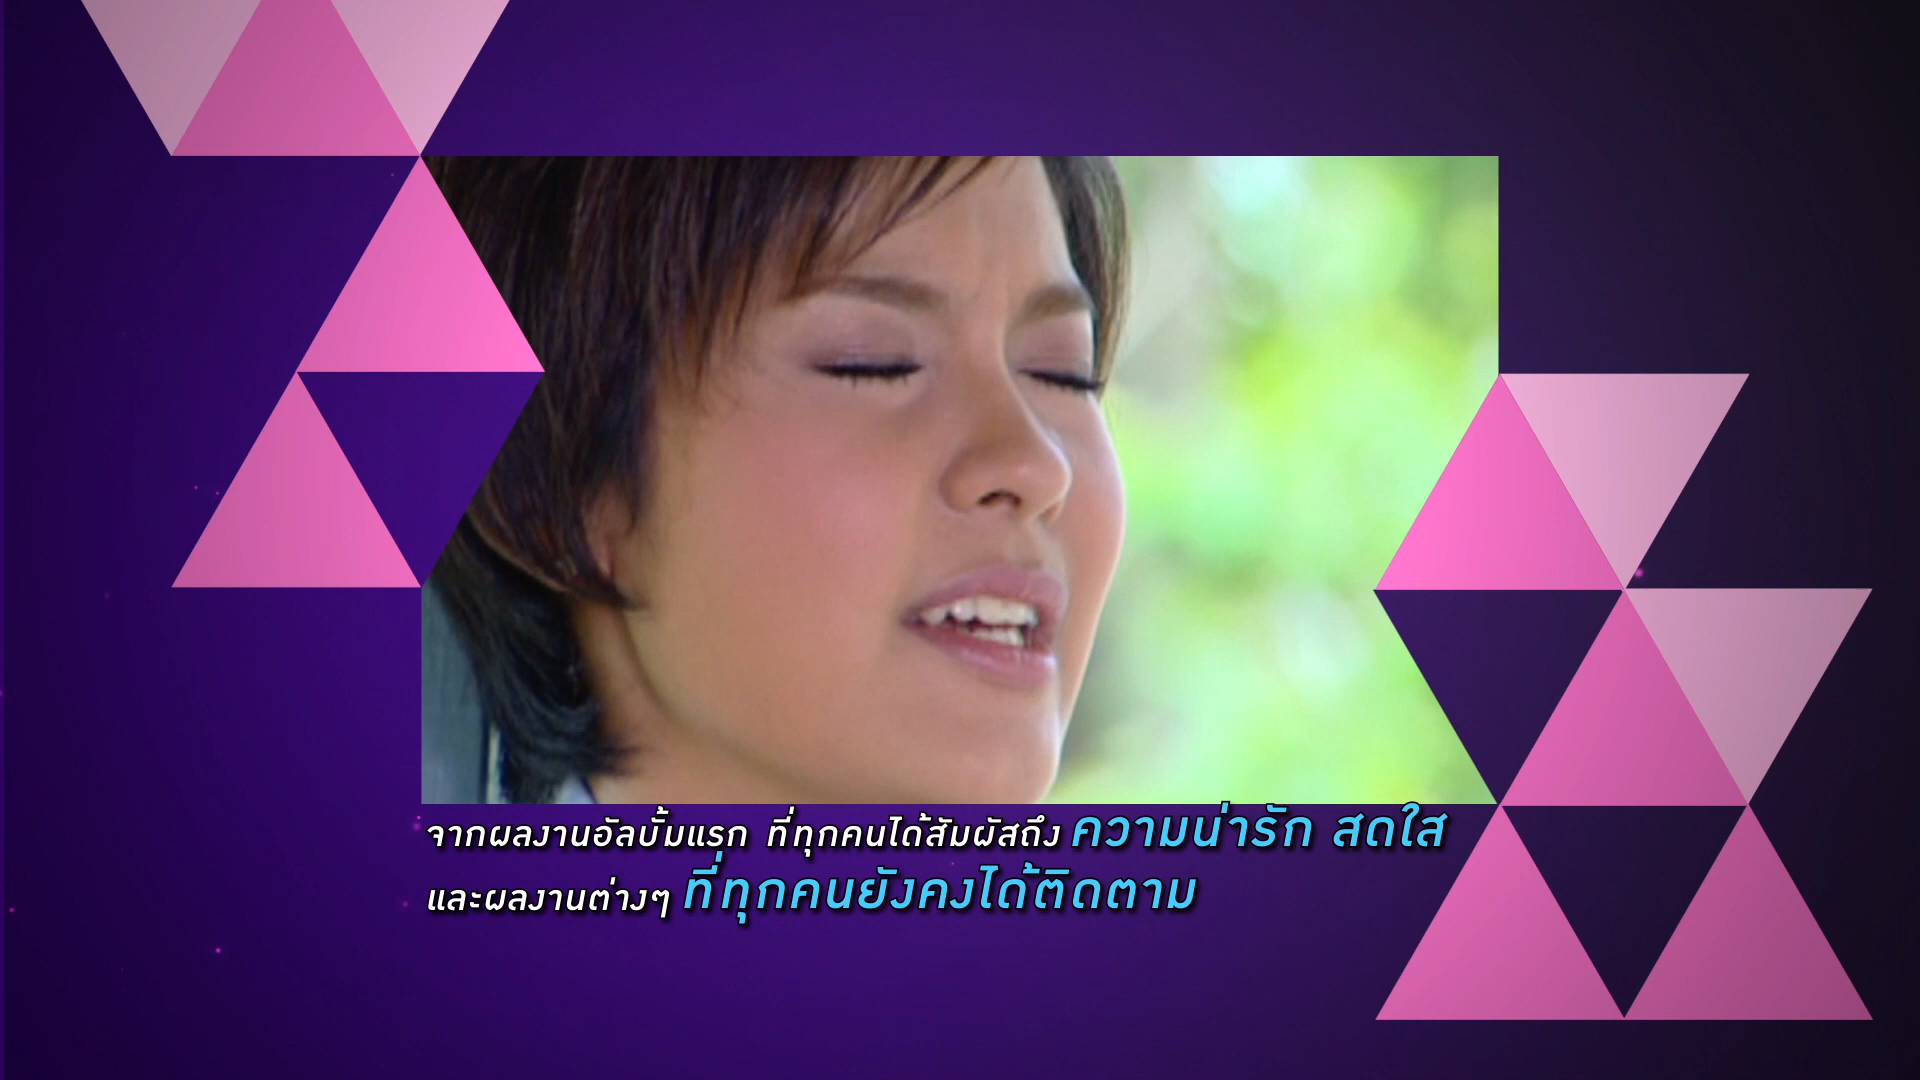 จากผลงานอัลบั้มแรก ที่ทุกคนได้สัมผัสถึง ความน่ารัก สดใส
และผลงานต่างๆ ที่ทุกคนยังคงได้ติดตาม